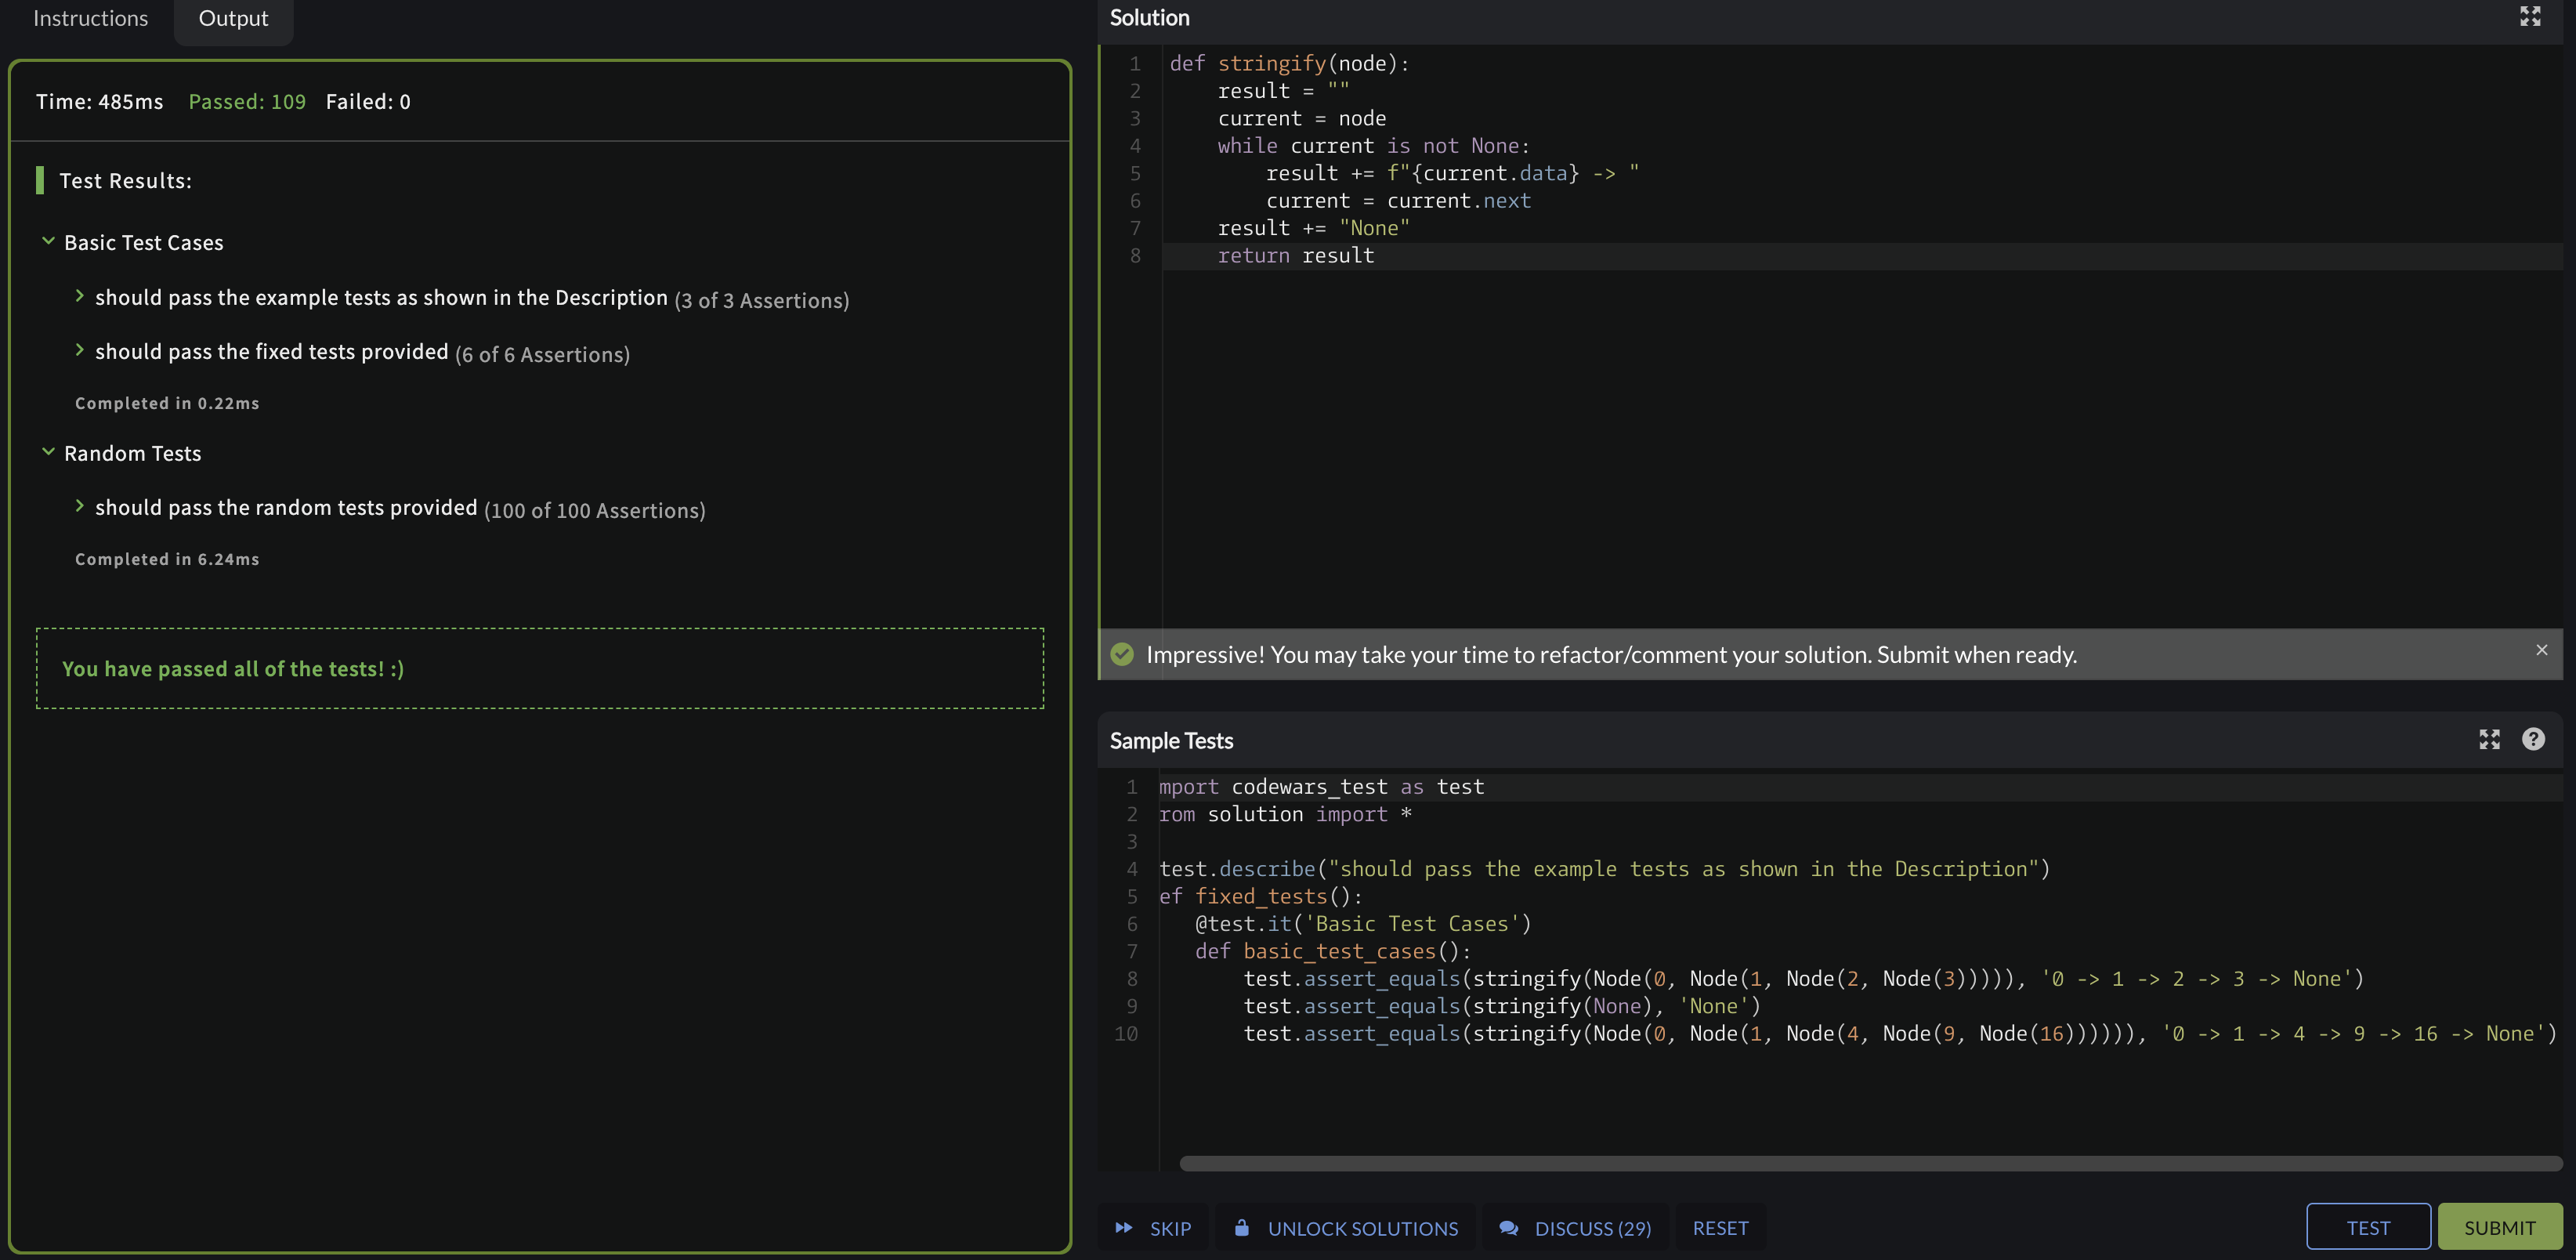 Instructions
Output
Time: 485ms Passed: 109 Failed: 0
Test Results:
Basic Test Cases
should pass the example tests as shown in the Description (3 of 3 Assertions)
should pass the fixed tests provided (6 of 6 Assertions)
Completed in 0.22ms
Random Tests
should pass the random tests provided (100 of 100 Assertions)
Completed in 6.24ms
You have passed all of the tests! :)
Solution
1 def stringify(node):
2     result = ""
3     current = node
4     while current is not None:
5         result += f"{current.data} -> "
6         current = current.next
7     result += "None"
8     return result
Impressive! You may take your time to refactor/comment your solution. Submit when ready.
Sample Tests
1 mport codewars_test as test
2 rom solution import *
3
4 test.describe("should pass the example tests as shown in the Description")
5 ef fixed_tests():
6    @test.it('Basic Test Cases')
7    def basic_test_cases():
8        test.assert_equals(stringify(Node(0, Node(1, Node(2, Node(3))))), '0 -> 1 -> 2 -> 3 -> None')
9        test.assert_equals(stringify(None), 'None')
10        test.assert_equals(stringify(Node(0, Node(1, Node(4, Node(9, Node(16)))))), '0 -> 1 -> 4 -> 9 -> 16 -> None')
SKIP
UNLOCK SOLUTIONS
DISCUSS (29)
RESET
TEST
SUBMIT